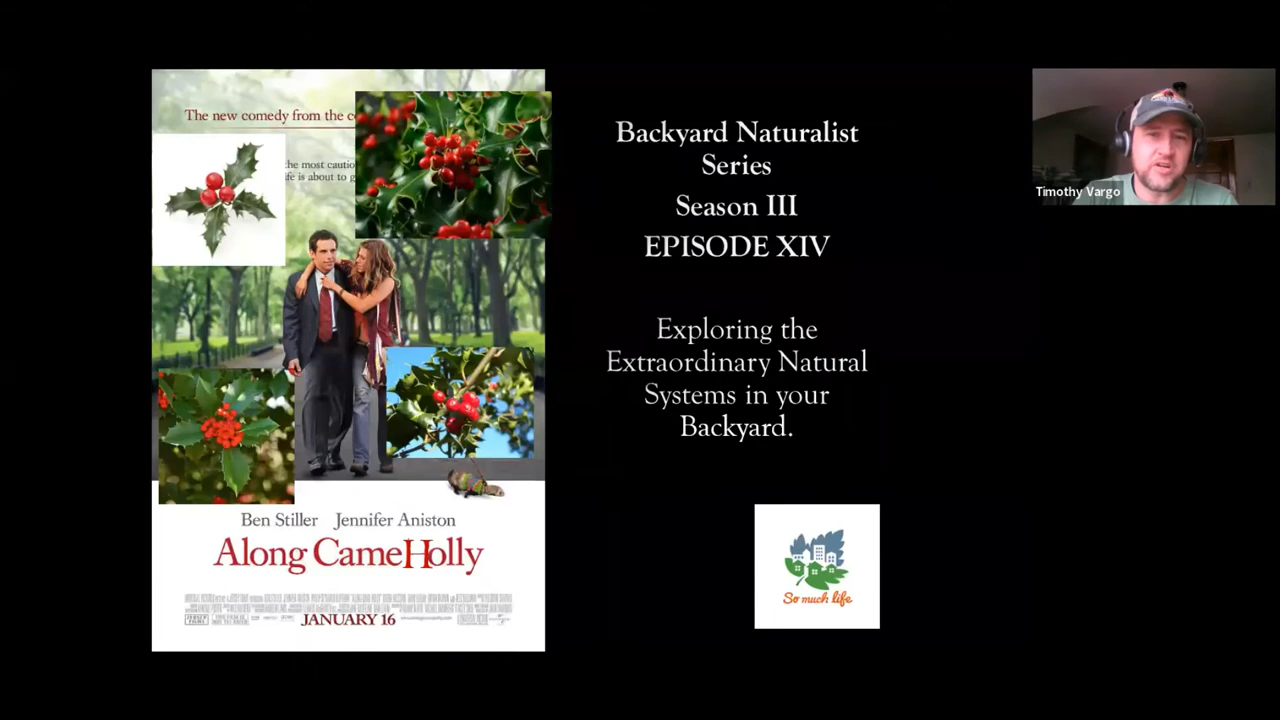 The new comedy from the c
the most cautio
ife is about to g
Ben Stiller Jennifer Aniston
Along Came Holly
JANUARY 16
Backyard Naturalist
Series
Season III
EPISODE XIV
Exploring the
Extraordinary Natural
Systems in your
Backyard.
So much life
Timothy Vargo